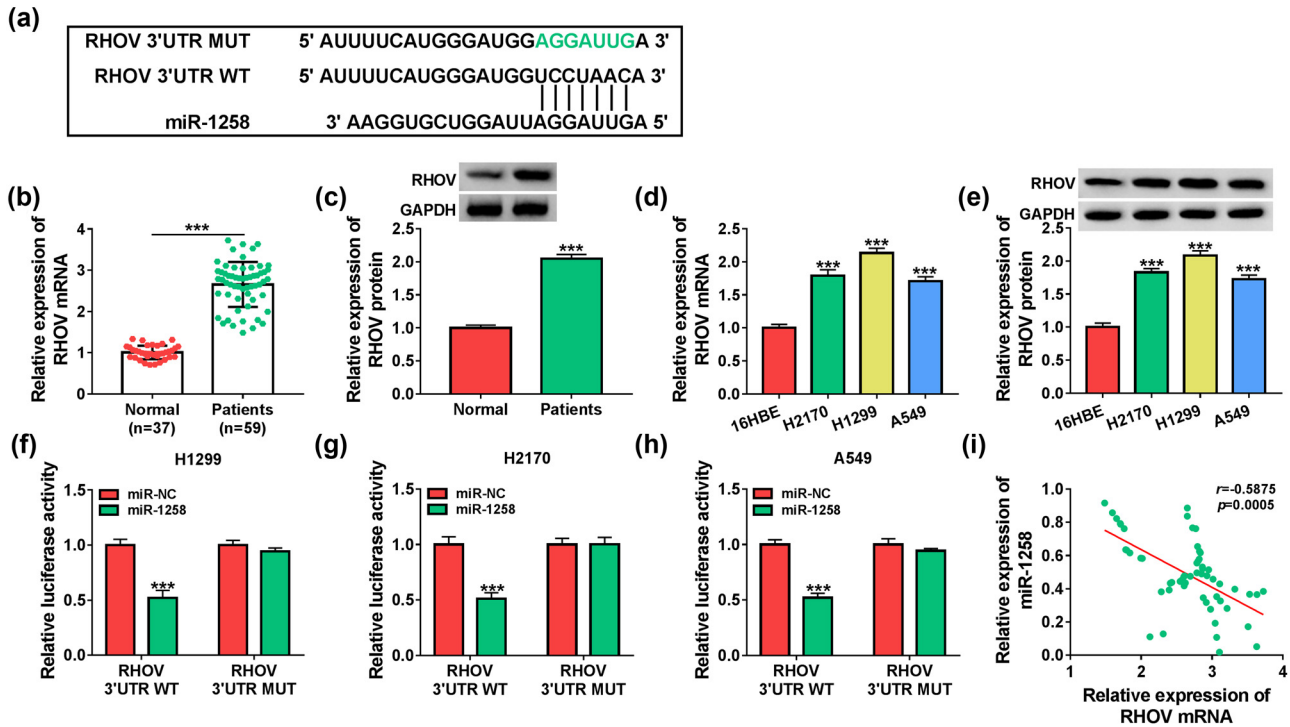 (a)
RHOV 3'UTR MUT 5' AUUUUCAUGGGAUGGAGGAUUGA 3'
RHOV 3'UTR WT 5' AUUUUCAUGGGAUGGUCCUAACA 3'
miR-1258 3' AAGGUGCUGGAUUAGGAUUGA 5'
(b)
Relative expression of
RHOV mRNA
4
3
2
1
0
***
Normal
(n=37)
Patients
(n=59)
(c)
RHOV
GAPDH
Relative expression of
RHOV protein
2.5
2.0
1.5
1.0
0.5
0.0
***
Normal
Patients
(d)
Relative expression of
RHOV mRNA
2.5
2.0
1.5
1.0
0.5
0.0
***
***
***
16HBE
H2170
H1299
A549
(e)
RHOV
GAPDH
Relative expression of
RHOV protein
2.5
2.0
1.5
1.0
0.5
0.0
***
***
***
16HBE
H2170
H1299
A549
(f)
H1299
Relative luciferase activity
1.5
1.0
0.5
0.0
miR-NC
miR-1258
***
RHOV
3'UTR WT
RHOV
3'UTR MUT
(g)
H2170
Relative luciferase activity
1.5
1.0
0.5
0.0
miR-NC
miR-1258
***
RHOV
3'UTR WT
RHOV
3'UTR MUT
(h)
A549
Relative luciferase activity
1.5
1.0
0.5
0.0
miR-NC
miR-1258
***
RHOV
3'UTR WT
RHOV
3'UTR MUT
(i)
r=-0.5875
p=0.0005
Relative expression of
miR-1258
1.0
0.8
0.6
0.4
0.2
0.0
1
2
3
4
Relative expression of
RHOV mRNA